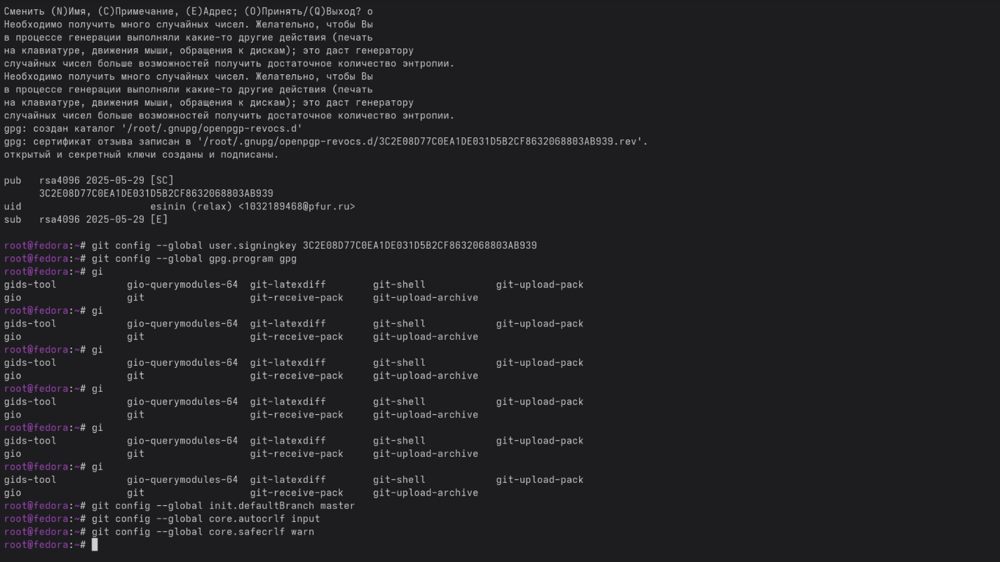 Сменить (N)Имя, (C)Примечание, (E)Адрес; (O)Принять/(Q)Выход? o
Необходимо получить много случайных чисел. Желательно, чтобы Вы
в процессе генерации выполняли какие-то другие действия (печать
на клавиатуре, движения мыши, обращения к дискам); это даст генератору
случайных чисел больше возможностей получить достаточное количество энтропии.
Необходимо получить много случайных чисел. Желательно, чтобы Вы
в процессе генерации выполняли какие-то другие действия (печать
на клавиатуре, движения мыши, обращения к дискам); это даст генератору
случайных чисел больше возможностей получить достаточное количество энтропии.
gpg: создан каталог '/root/.gnupg/openpgp-revocs.d'
gpg: сертификат отзыва записан в '/root/.gnupg/openpgp-revocs.d/3C2E08D77C0EA1DE031D5B2CF8632068803AB939.rev'.
открытый и секретный ключи созданы и подписаны.

pub   rsa4096 2025-05-29 [SC]
      3C2E08D77C0EA1DE031D5B2CF8632068803AB939
uid                      esinin (relax) <1032189468@pfur.ru>
sub   rsa4096 2025-05-29 [E]

root@fedora:~# git config --global user.signingkey 3C2E08D77C0EA1DE031D5B2CF8632068803AB939
root@fedora:~# git config --global gpg.program gpg
root@fedora:~# gi
gids-tool            gio-querymodules-64  git-latexdiff        git-shell            git-upload-pack
gio                  git                  git-receive-pack     git-upload-archive
root@fedora:~# gi
gids-tool            gio-querymodules-64  git-latexdiff        git-shell            git-upload-pack
gio                  git                  git-receive-pack     git-upload-archive
root@fedora:~# gi
gids-tool            gio-querymodules-64  git-latexdiff        git-shell            git-upload-pack
gio                  git                  git-receive-pack     git-upload-archive
root@fedora:~# gi
gids-tool            gio-querymodules-64  git-latexdiff        git-shell            git-upload-pack
gio                  git                  git-receive-pack     git-upload-archive
root@fedora:~# gi
gids-tool            gio-querymodules-64  git-latexdiff        git-shell            git-upload-pack
gio                  git                  git-receive-pack     git-upload-archive
root@fedora:~# gi
gids-tool            gio-querymodules-64  git-latexdiff        git-shell            git-upload-pack
gio                  git                  git-receive-pack     git-upload-archive
root@fedora:~# git config --global init.defaultBranch master
root@fedora:~# git config --global core.autocrlf input
root@fedora:~# git config --global core.safecrlf warn
root@fedora:~#